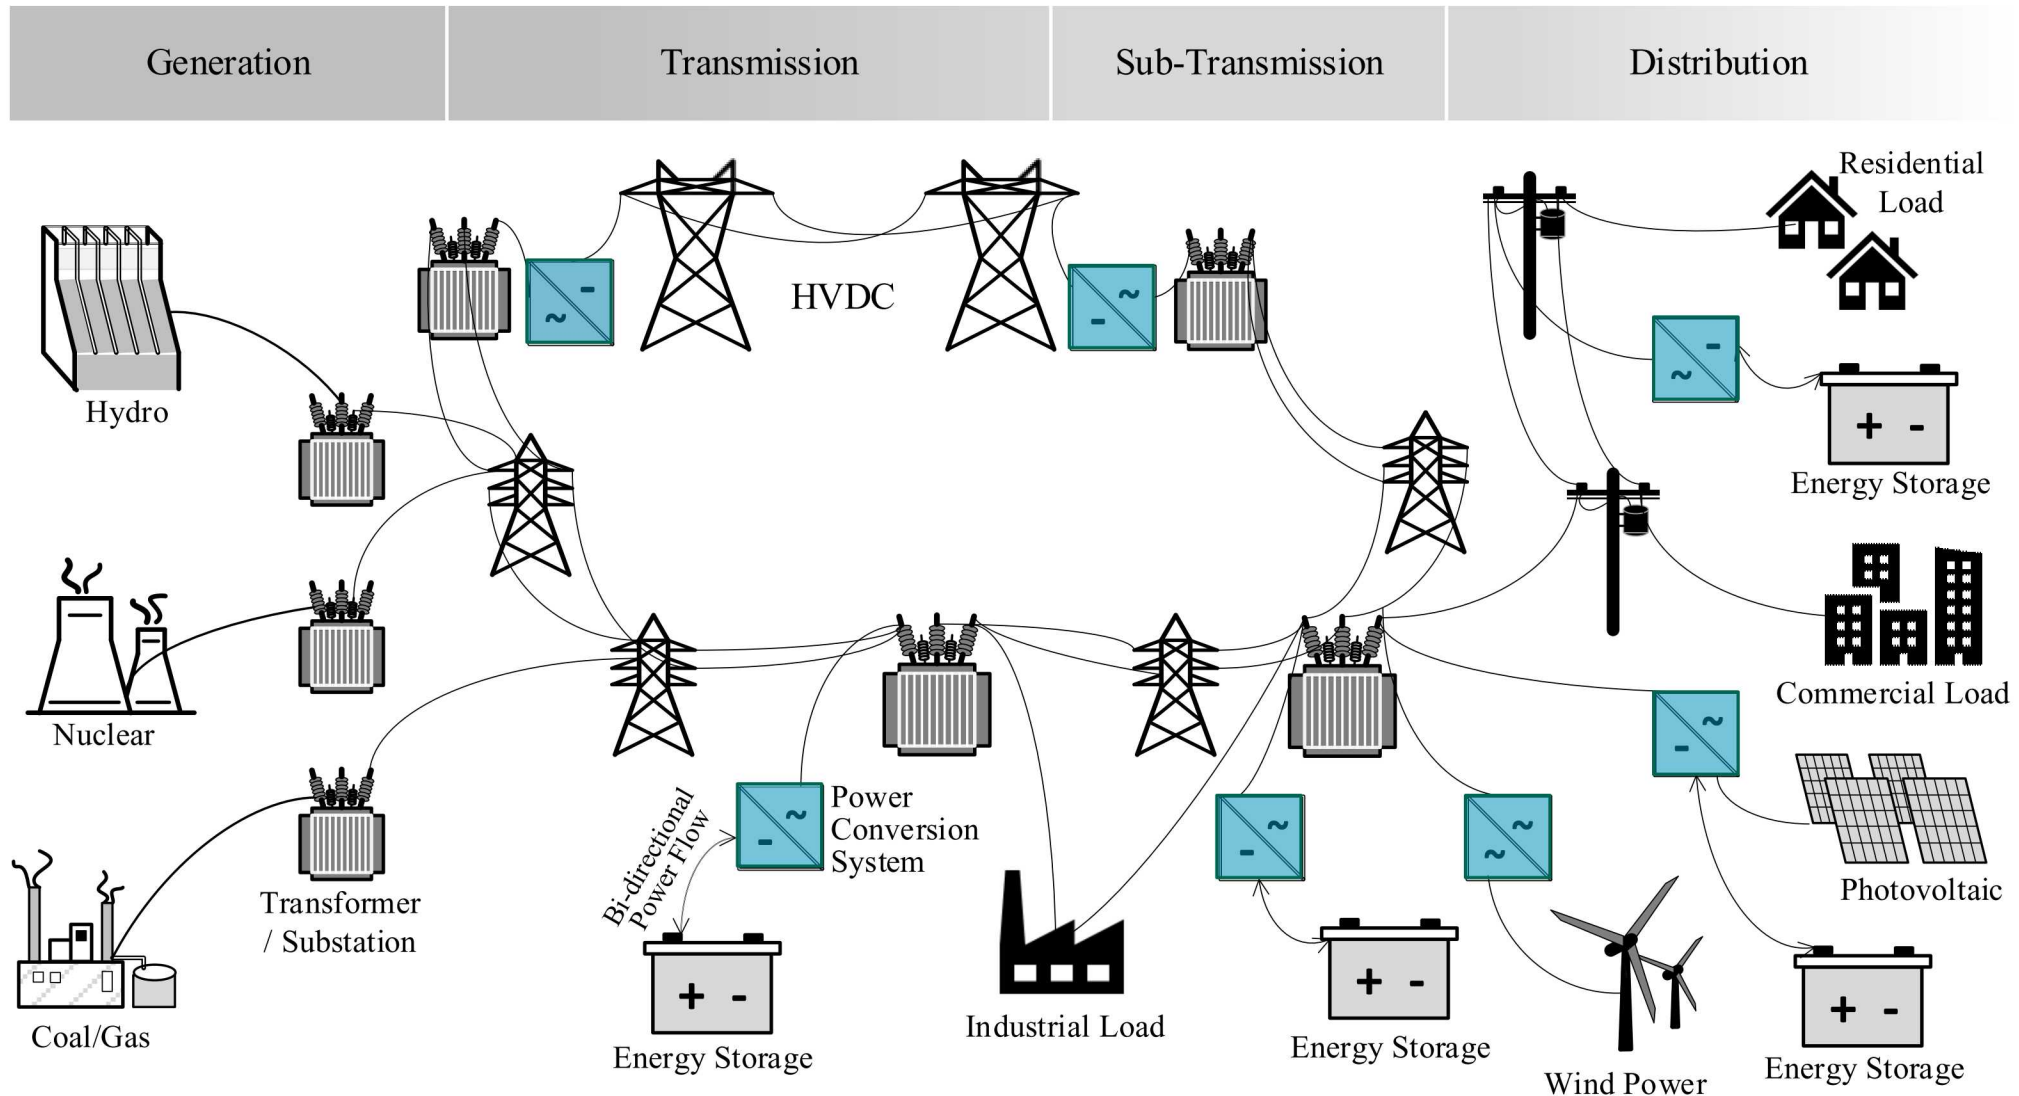 Generation
Transmission
Sub-Transmission
Distribution
Residential
Load
HVDC
Hydro
Energy Storage
Nuclear
Commercial Load
Transformer
/ Substation
Bi-directional
Power Flow
Power
Conversion
System
Photovoltaic
Coal/Gas
Energy Storage
Industrial Load
Energy Storage
Wind Power
Energy Storage